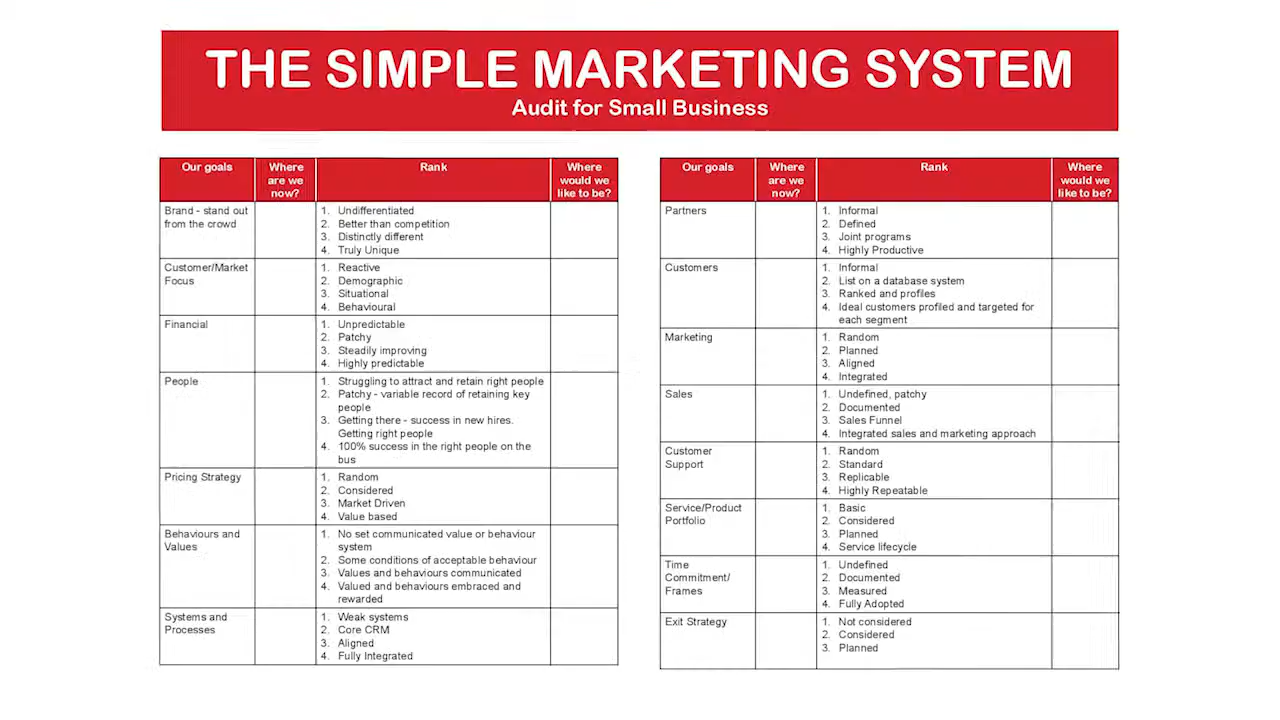 THE SIMPLE MARKETING SYSTEM
Audit for Small Business
Our goals
Where
are we
now?
Rank
Where
would we
like to be?
Brand - stand out
from the crowd
1. Undifferentiated
2. Better than competition
3. Distinctly different
4. Truly Unique
Customer/Market
Focus
1. Reactive
2. Demographic
3. Situational
4. Behavioural
Financial
1. Unpredictable
2. Patchy
3. Steadily improving
4. Highly predictable
People
1. Struggling to attract and retain right people
2. Patchy - variable record of retaining key
people
3. Getting there - success in new hires.
Getting right people
4. 100% success in the right people on the
bus
Pricing Strategy
1. Random
2. Considered
3. Market Driven
4. Value based
Behaviours and
Values
1. No set communicated value or behaviour
system
2. Some conditions of acceptable behaviour
3. Values and behaviours communicated
4. Valued and behaviours embraced and
rewarded
Systems and
Processes
1. Weak systems
2. Core CRM
3. Aligned
4. Fully Integrated
Our goals
Where
are we
now?
Rank
Where
would we
like to be?
Partners
1. Informal
2. Defined
3. Joint programs
4. Highly Productive
Customers
1. Informal
2. List on a database system
3. Ranked and profiles
4. Ideal customers profiled and targeted for
each segment
Marketing
1. Random
2. Planned
3. Aligned
4. Integrated
Sales
1. Undefined, patchy
2. Documented
3. Sales Funnel
4. Integrated sales and marketing approach
Customer
Support
1. Random
2. Standard
3. Replicable
4. Highly Repeatable
Service/Product
Portfolio
1. Basic
2. Considered
3. Planned
4. Service lifecycle
Time
Commitment/
Frames
1. Undefined
2. Documented
3. Measured
4. Fully Adopted
Exit Strategy
1. Not considered
2. Considered
3. Planned